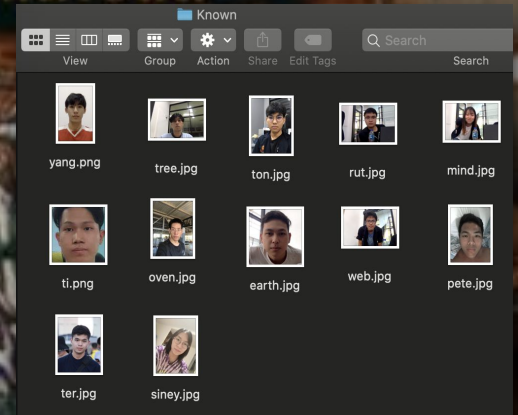 Known
View Group Action Share Edit Tags Search
Search
yang.png tree.jpg ton.jpg rut.jpg mind.jpg
ti.png oven.jpg earth.jpg web.jpg pete.jpg
ter.jpg siney.jpg